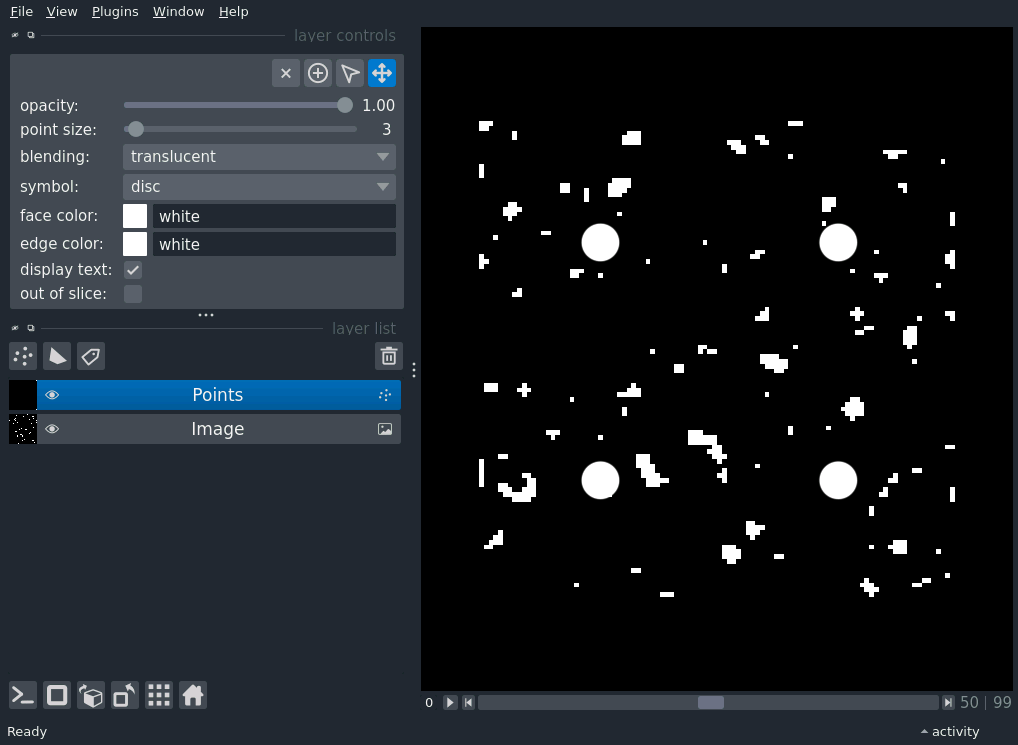 File View Plugins Window Help
layer controls
opacity: 1.00
point size: 3
blending: translucent
symbol: disc
face color: white
edge color: white
display text:
out of slice:
layer list
Points
Image
0 50 | 99
Ready activity